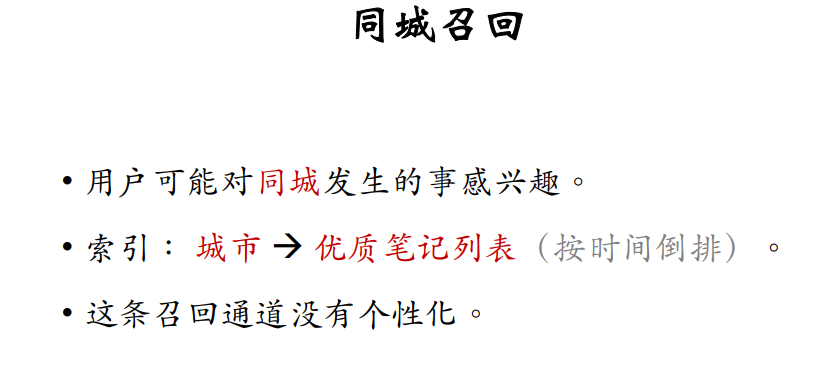 同城召回
• 用户可能对同城发生的事感兴趣。
• 索引：城市 → 优质笔记列表（按时间倒排）。
• 这条召回通道没有个性化。